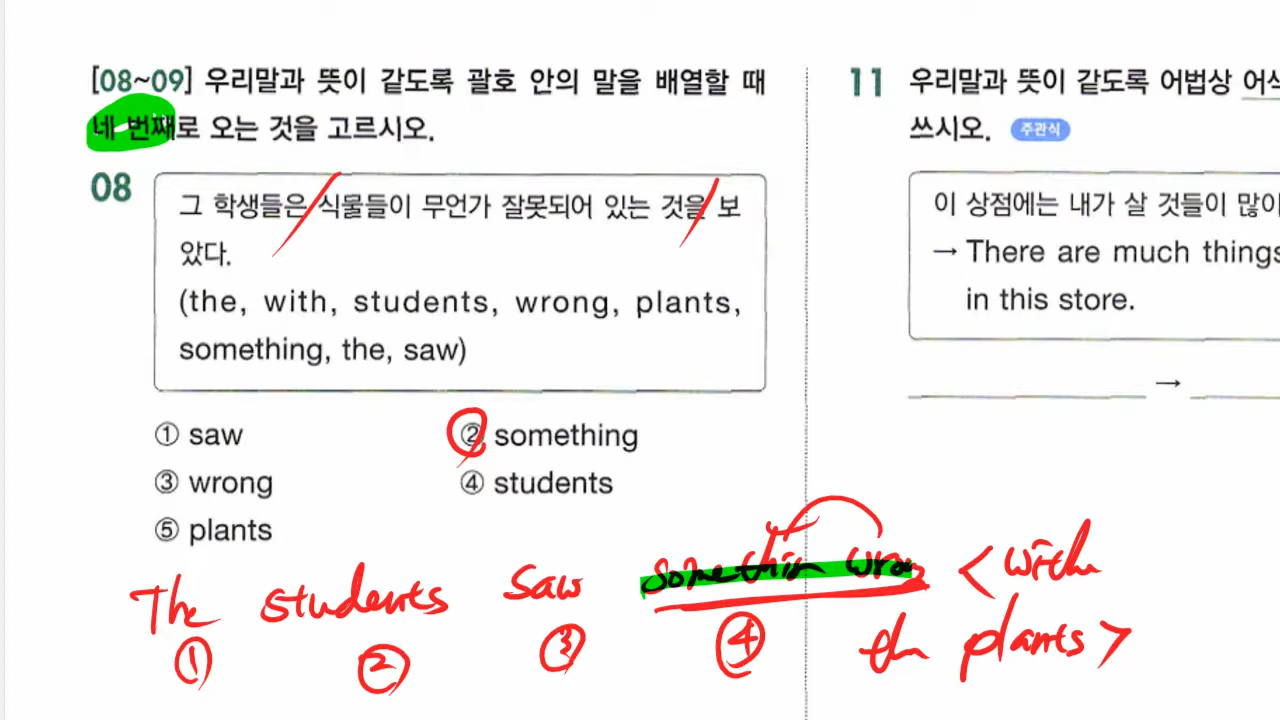 [08~09] 우리말과 뜻이 같도록 괄호 안의 말을 배열할 때
네 번째로 오는 것을 고르시오.
08
그 학생들은 식물들이 무언가 잘못되어 있는 것을 보
았다.
(the, with, students, wrong, plants,
something, the, saw)
① saw
② something
③ wrong
④ students
⑤ plants
The students saw somethin wrong < with
① ② ③ ④ the plants >
11 우리말과 뜻이 같도록 어법상 어색
쓰시오. 주관식
이 상점에는 내가 살 것들이 많이
→ There are much things
in this store.
→